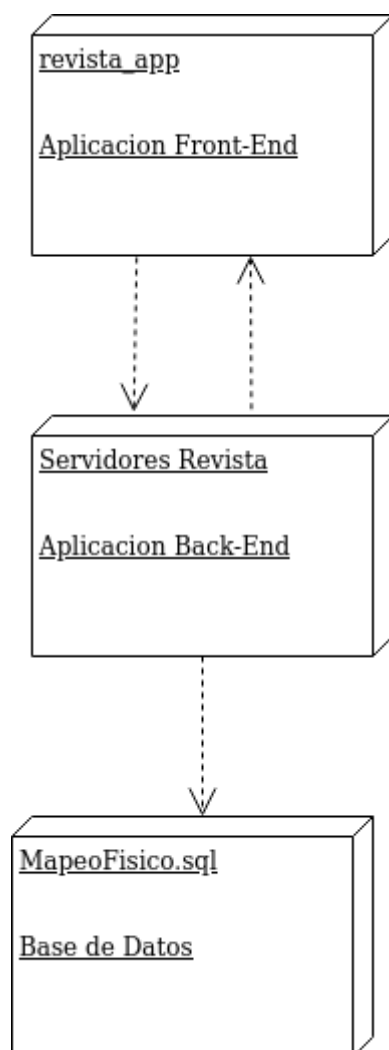 revista_app
Aplicacion Front-End
Servidores Revista
Aplicacion Back-End
MapeoFisico.sql
Base de Datos